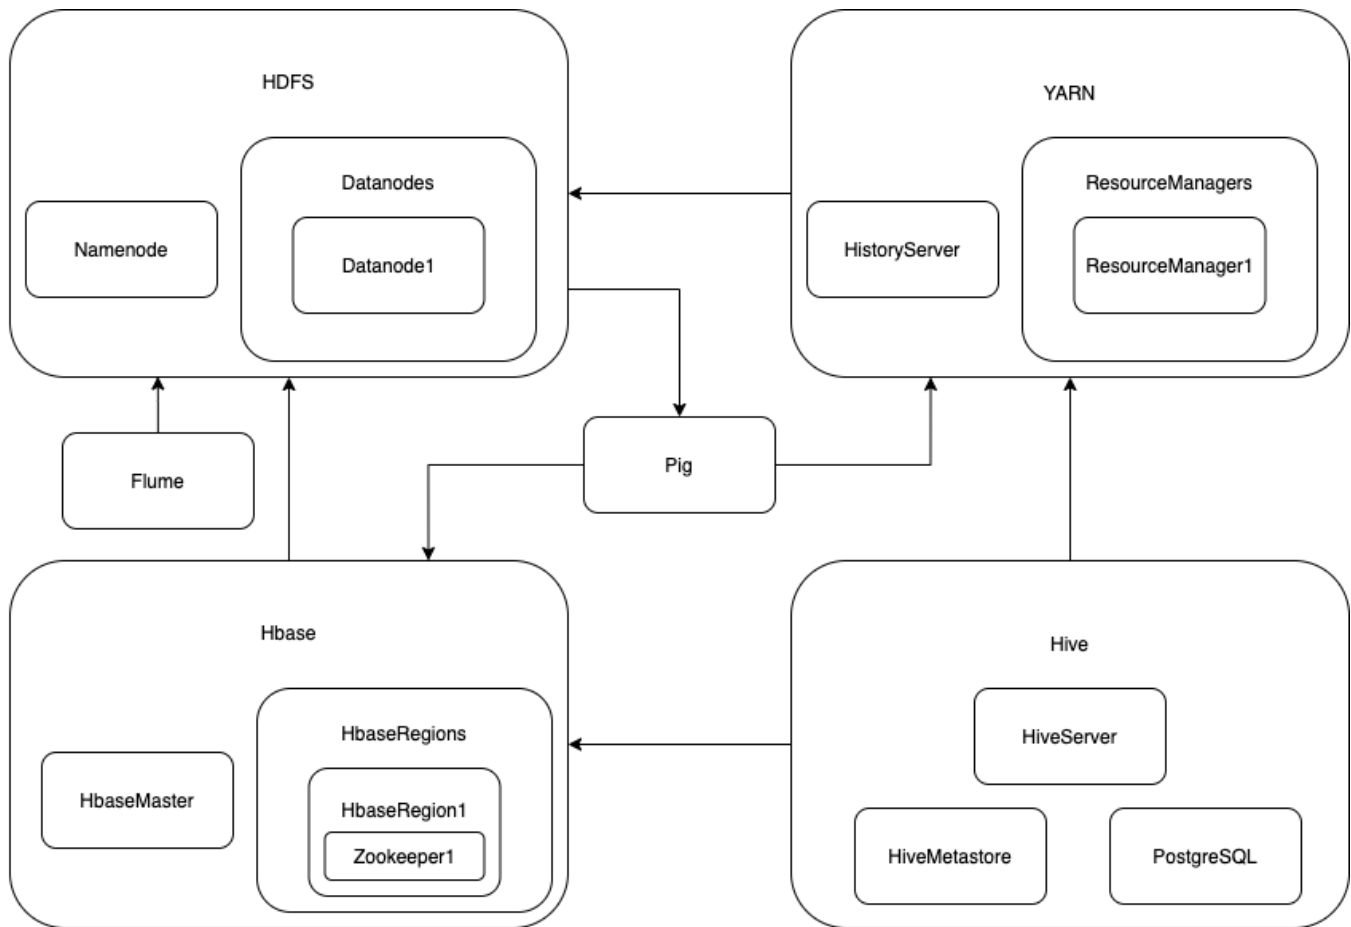 HDFS
Datanodes
Namenode
Datanode1
YARN
ResourceManagers
HistoryServer
ResourceManager1
Flume
Pig
Hbase
HbaseRegions
HbaseMaster
HbaseRegion1
Zookeeper1
Hive
HiveServer
HiveMetastore
PostgreSQL